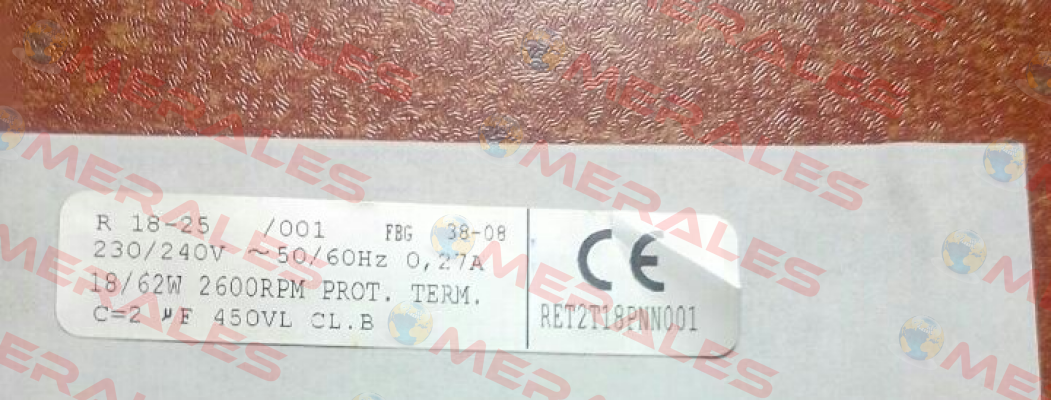 R 18-25 /001 FBG 38-08
230/240V ~50/60Hz 0,27A
18/62W 2600RPM PROT. TERM.
C=2 µF 450VL CL.B
CE
RET2T18PNN001
MERALES